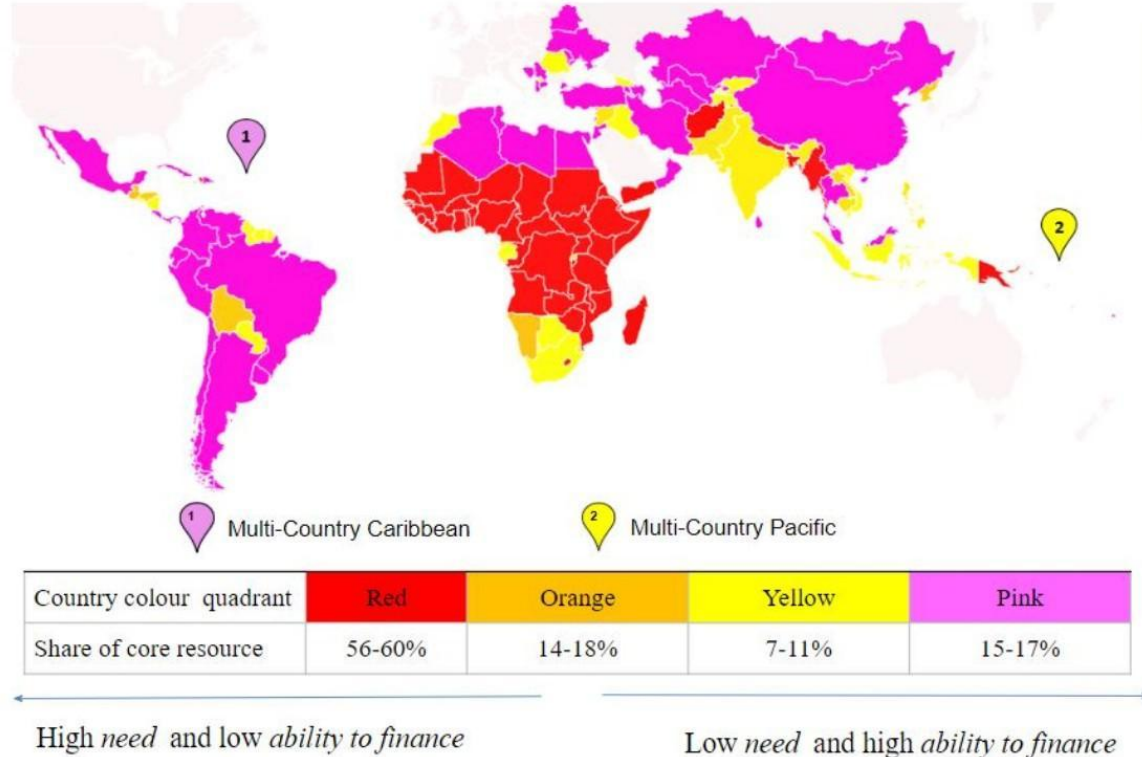 1
2
1 Multi-Country Caribbean
2 Multi-Country Pacific
Country colour quadrant Red Orange Yellow Pink
Share of core resource 56-60% 14-18% 7-11% 15-17%
High need and low ability to finance
Low need and high ability to finance